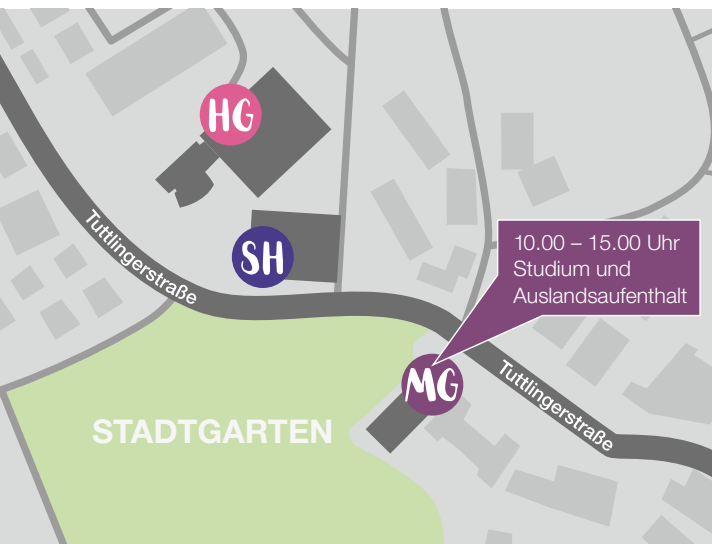 HG
Tuttlingerstraße
SH
10.00 – 15.00 Uhr
Studium und
Auslandsaufenthalt
MG
Tuttlingerstraße
STADTGARTEN